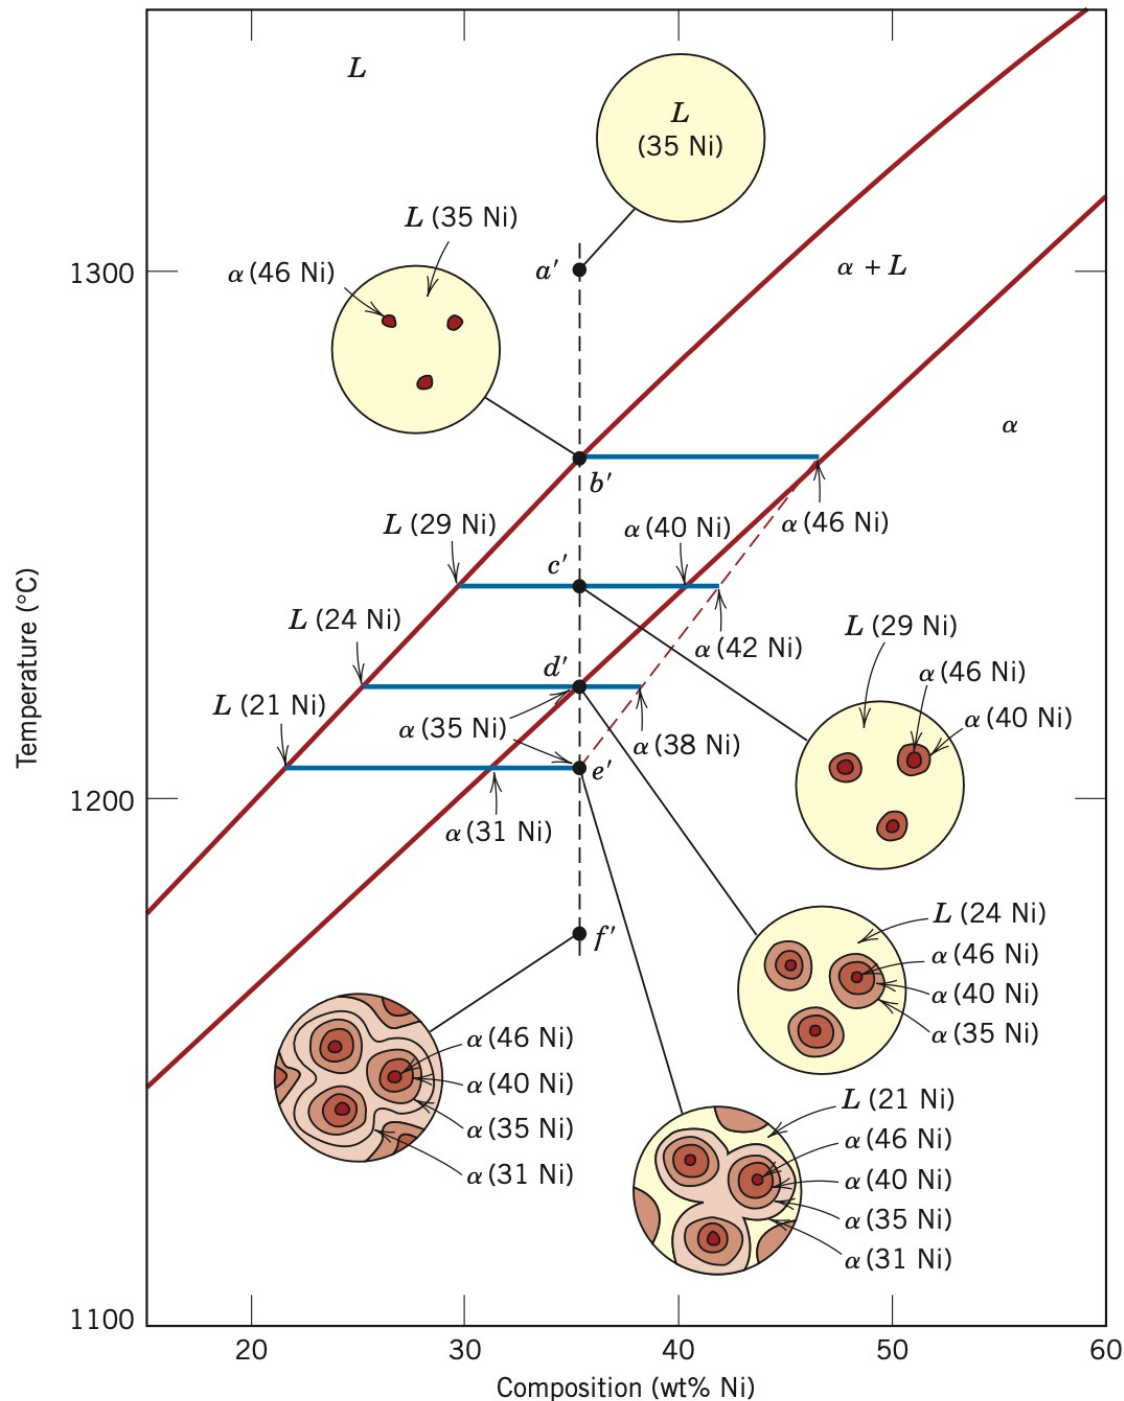 L
L
(35 Ni)
L (35 Ni)
α (46 Ni)
1300
a′
α + L
α
b′
L (29 Ni)
α (40 Ni)
α (46 Ni)
c′
L (24 Ni)
α (42 Ni)
L (29 Ni)
d′
α (46 Ni)
L (21 Ni)
α (35 Ni)
α (38 Ni)
α (40 Ni)
e′
Temperature (°C)
1200
α (31 Ni)
f′
L (24 Ni)
α (46 Ni)
α (40 Ni)
α (35 Ni)
α (46 Ni)
α (40 Ni)
α (35 Ni)
α (31 Ni)
L (21 Ni)
α (46 Ni)
α (40 Ni)
α (35 Ni)
α (31 Ni)
1100
20 30 40 50 60
Composition (wt% Ni)